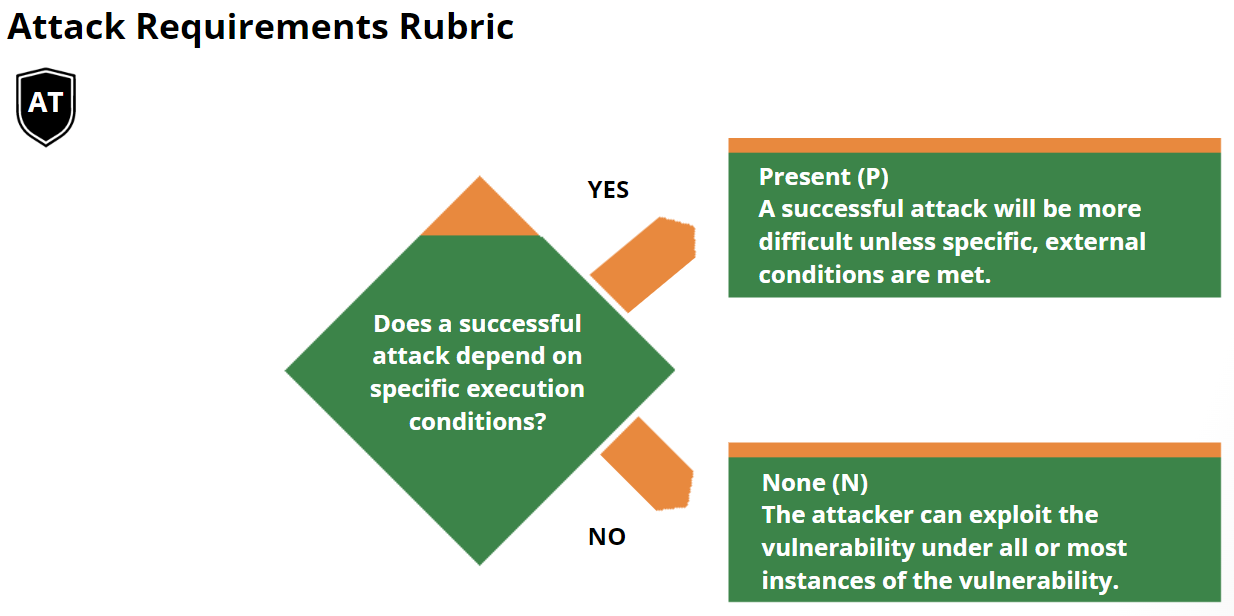 Attack Requirements Rubric
AT
YES
Present (P)
A successful attack will be more
difficult unless specific, external
conditions are met.
Does a successful
attack depend on
specific execution
conditions?
None (N)
The attacker can exploit the
vulnerability under all or most
instances of the vulnerability.
NO